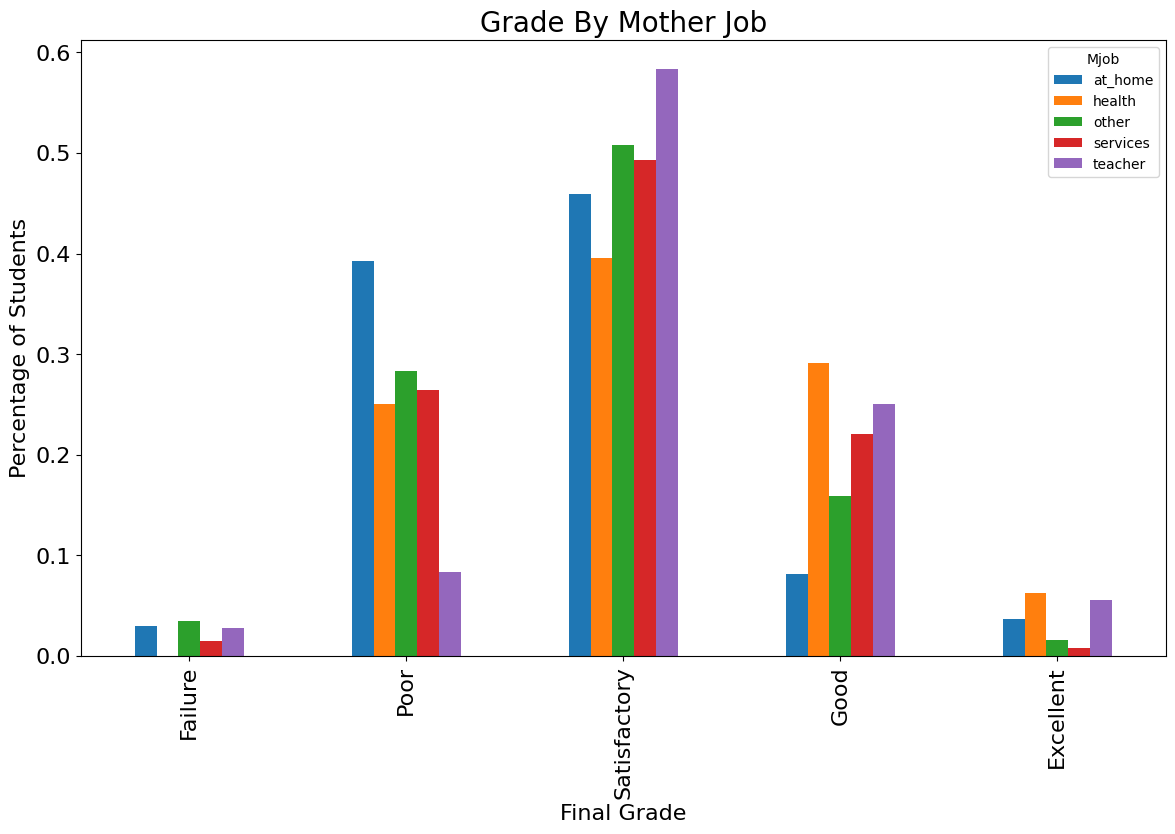 Grade By Mother Job
Mjob
at_home
health
other
services
teacher
Percentage of Students
0.6
0.5
0.4
0.3
0.2
0.1
0.0
Failure
Poor
Satisfactory
Good
Excellent
Final Grade